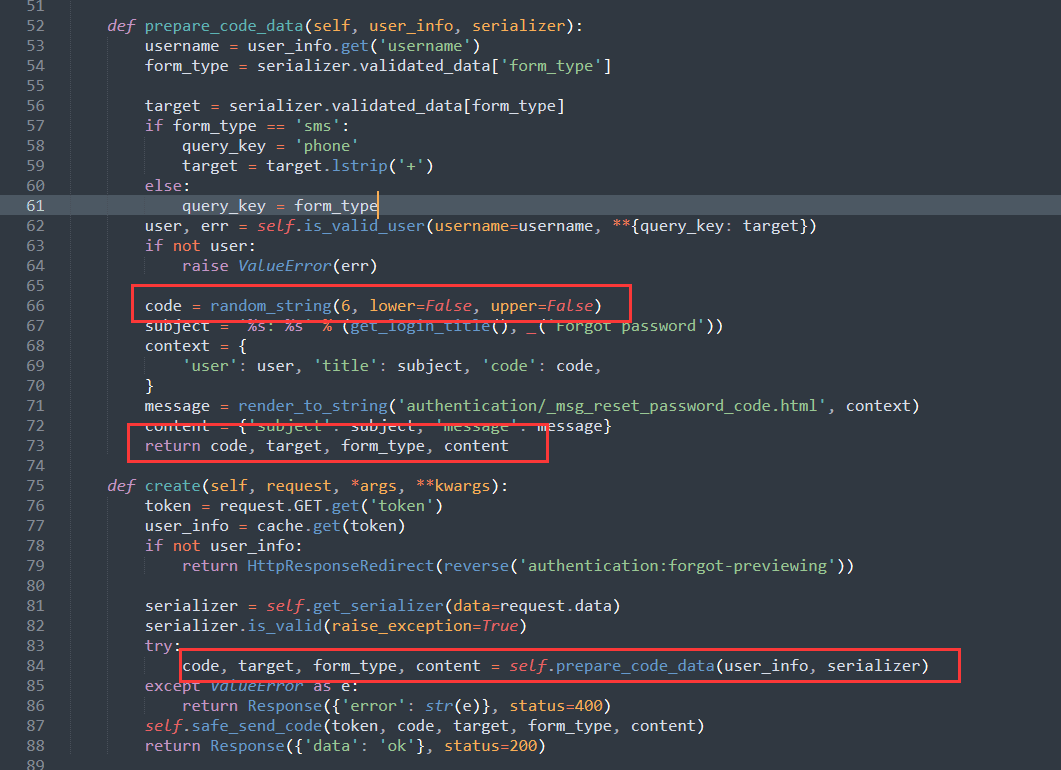 51
52 def prepare_code_data(self, user_info, serializer):
53 username = user_info.get('username')
54 form_type = serializer.validated_data['form_type']
55
56 target = serializer.validated_data[form_type]
57 if form_type == 'sms':
58 query_key = 'phone'
59 target = target.lstrip('+')
60 else:
61 query_key = form_type
62 user, err = self.is_valid_user(username=username, **{query_key: target})
63 if not user:
64 raise ValueError(err)
65
66 code = random_string(6, lower=False, upper=False)
67 subject = '%s: %s' % (get_login_title(), _('Forgot password'))
68 context = {
69 'user': user, 'title': subject, 'code': code,
70 }
71 message = render_to_string('authentication/_msg_reset_password_code.html', context)
72 content = {'subject': subject, 'message': message}
73 return code, target, form_type, content
74
75 def create(self, request, *args, **kwargs):
76 token = request.GET.get('token')
77 user_info = cache.get(token)
78 if not user_info:
79 return HttpResponseRedirect(reverse('authentication:forgot-previewing'))
80
81 serializer = self.get_serializer(data=request.data)
82 serializer.is_valid(raise_exception=True)
83 try:
84 code, target, form_type, content = self.prepare_code_data(user_info, serializer)
85 except ValueError as e:
86 return Response({'error': str(e)}, status=400)
87 self.safe_send_code(token, code, target, form_type, content)
88 return Response({'data': 'ok'}, status=200)
89